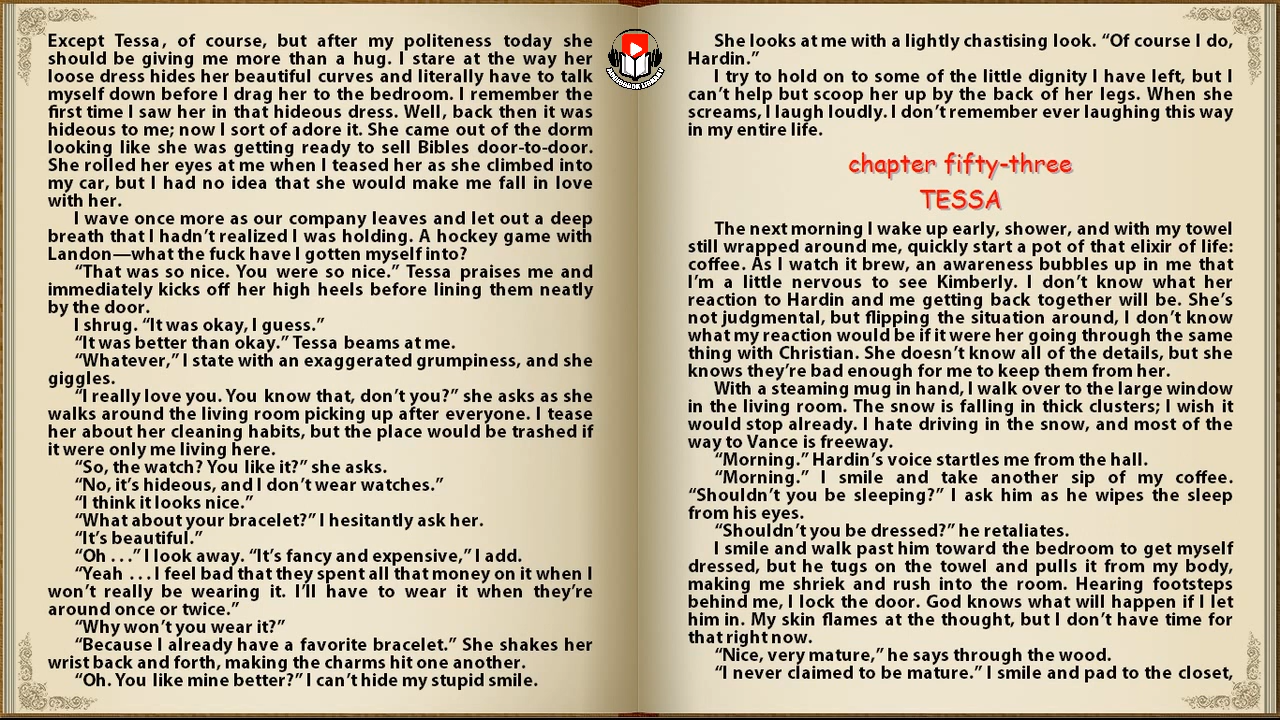 Except Tessa, of course, but after my politeness today she
should be giving me more than a hug. I stare at the way her
loose dress hides her beautiful curves and literally have to talk
myself down before I drag her to the bedroom. I remember the
first time I saw her in that hideous dress. Well, back then it was
hideous to me; now I sort of adore it. She came out of the dorm
looking like she was getting ready to sell Bibles door-to-door.
She rolled her eyes at me when I teased her as she climbed into
my car, but I had no idea that she would make me fall in love
with her.
I wave once more as our company leaves and let out a deep
breath that I hadn’t realized I was holding. A hockey game with
Landon—what the fuck have I gotten myself into?
“That was so nice. You were so nice.” Tessa praises me and
immediately kicks off her high heels before lining them neatly
by the door.
I shrug. “It was okay, I guess.”
“It was better than okay.” Tessa beams at me.
“Whatever,” I state with an exaggerated grumpiness, and she
giggles.
“I really love you. You know that, don’t you?” she asks as she
walks around the living room picking up after everyone. I tease
her about her cleaning habits, but the place would be trashed if
it were only me living here.
“So, the watch? You like it?” she asks.
“No, it’s hideous, and I don’t wear watches.”
“I think it looks nice.”
“What about your bracelet?” I hesitantly ask her.
“It’s beautiful.”
“Oh . . .” I look away. “It’s fancy and expensive,” I add.
“Yeah . . . I feel bad that they spent all that money on it when I
won’t really be wearing it. I’ll have to wear it when they’re
around once or twice.”
“Why won’t you wear it?”
“Because I already have a favorite bracelet.” She shakes her
wrist back and forth, making the charms hit one another.
“Oh. You like mine better?” I can’t hide my stupid smile.
AUDIOBOOK LIBRARY
She looks at me with a lightly chastising look. “Of course I do,
Hardin.”
I try to hold on to some of the little dignity I have left, but I
can’t help but scoop her up by the back of her legs. When she
screams, I laugh loudly. I don’t remember ever laughing this way
in my entire life.
chapter fifty-three
TESSA
The next morning I wake up early, shower, and with my towel
still wrapped around me, quickly start a pot of that elixir of life:
coffee. As I watch it brew, an awareness bubbles up in me that
I’m a little nervous to see Kimberly. I don’t know what her
reaction to Hardin and me getting back together will be. She’s
not judgmental, but flipping the situation around, I don’t know
what my reaction would be if it were her going through the same
thing with Christian. She doesn’t know all of the details, but she
knows they’re bad enough for me to keep them from her.
With a steaming mug in hand, I walk over to the large window
in the living room. The snow is falling in thick clusters; I wish it
would stop already. I hate driving in the snow, and most of the
way to Vance is freeway.
“Morning.” Hardin’s voice startles me from the hall.
“Morning.” I smile and take another sip of my coffee.
“Shouldn’t you be sleeping?” I ask him as he wipes the sleep
from his eyes.
“Shouldn’t you be dressed?” he retaliates.
I smile and walk past him toward the bedroom to get myself
dressed, but he tugs on the towel and pulls it from my body,
making me shriek and rush into the room. Hearing footsteps
behind me, I lock the door. God knows what will happen if I let
him in. My skin flames at the thought, but I don’t have time for
that right now.
“Nice, very mature,” he says through the wood.
“I never claimed to be mature.” I smile and pad to the closet,